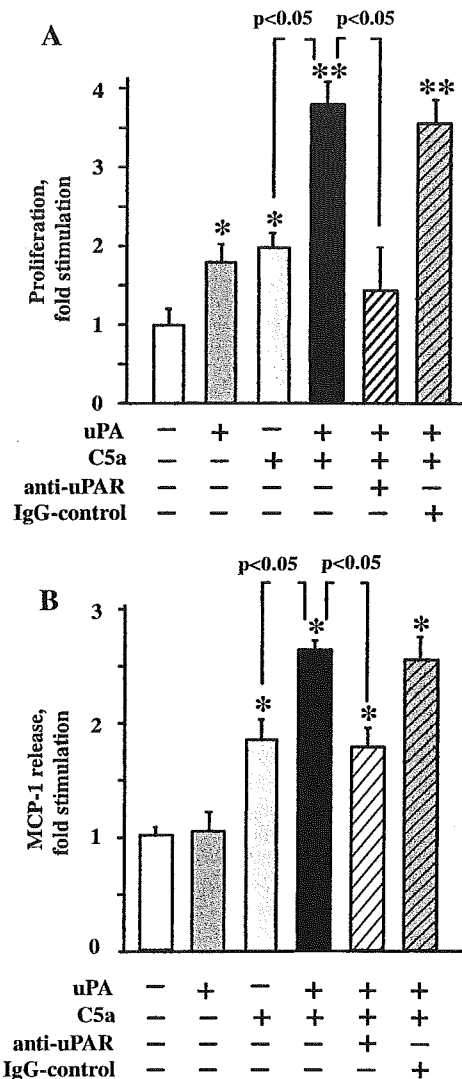 A
p<0.05 p<0.05
Proliferation,
fold stimulation
4
3
2
1
0
* * ** **
uPA − + − + + +
C5a − − + + + +
anti-uPAR − − − − + −
IgG-control − − − − − +
B
p<0.05 p<0.05
MCP-1 release,
fold stimulation
3
2
1
0
* * * *
uPA − + − + + +
C5a − − + + + +
anti-uPAR − − − − + −
IgG-control − − − − − +